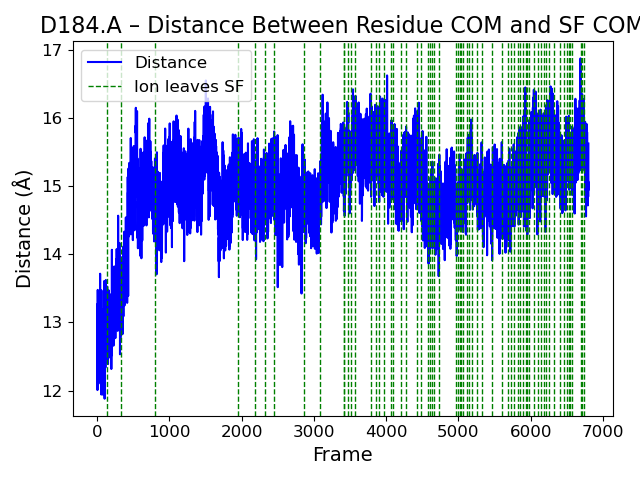 D184.A – Distance Between Residue COM and SF COM
17
16
15
14
13
12
Distance (Å)
Distance
Ion leaves SF
0 1000 2000 3000 4000 5000 6000 7000
Frame